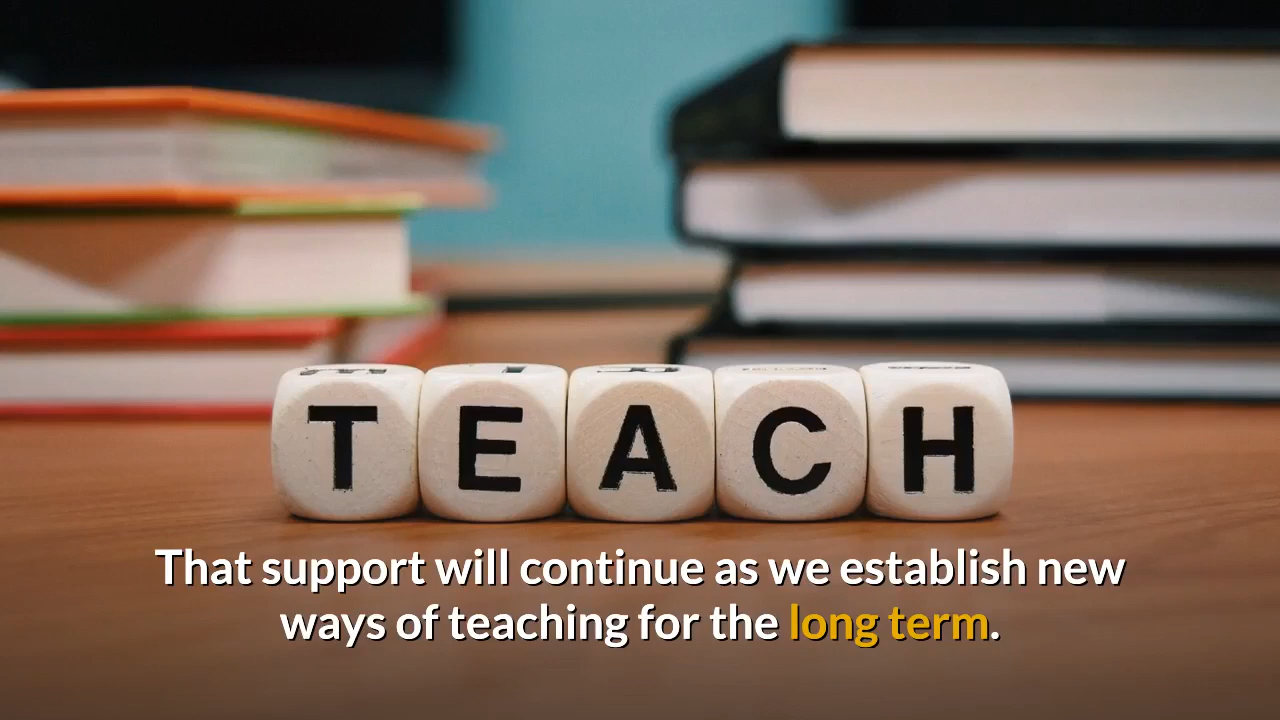 TEACH
That support will continue as we establish new
ways of teaching for the long term.